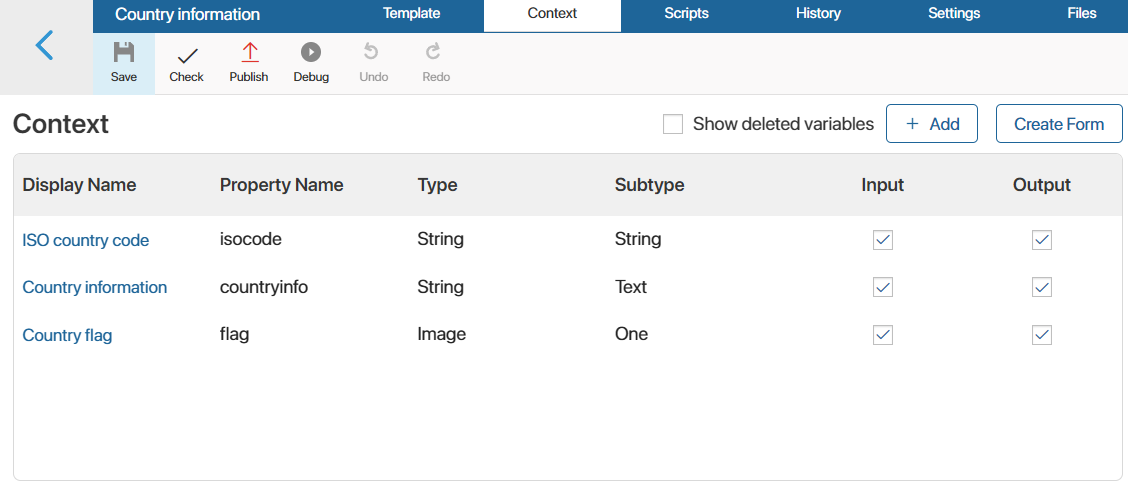 Country information Template Context Scripts History Settings Files
Save Check Publish Debug Undo Redo
Context Show deleted variables + Add Create Form
Display Name Property Name Type Subtype Input Output
ISO country code isocode String String
Country information countryinfo String Text
Country flag flag Image One